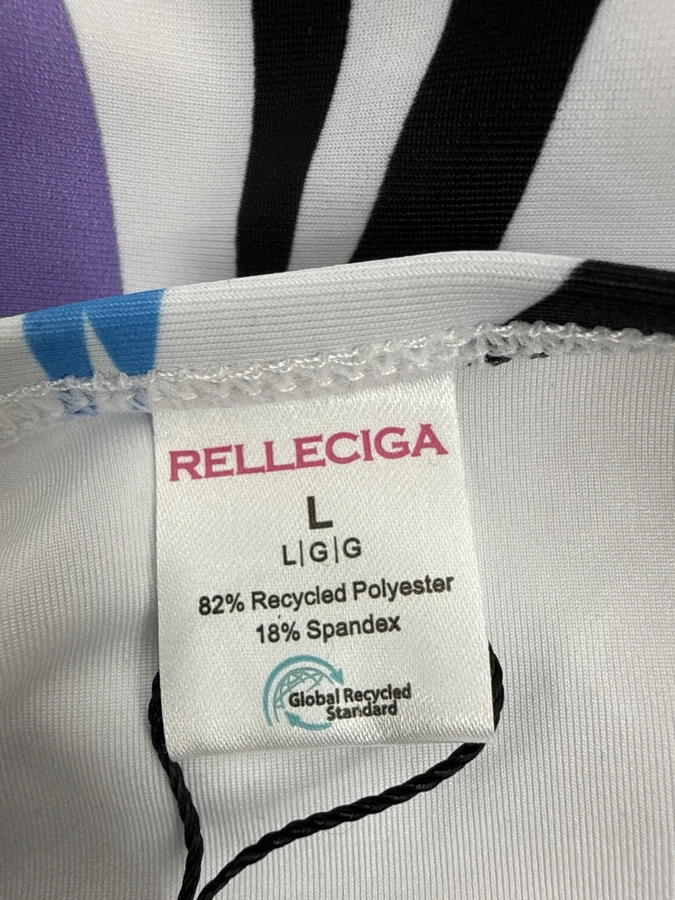 RELLECIGA
L
L|G|G
82% Recycled Polyester
18% Spandex
Global Recycled
Standard